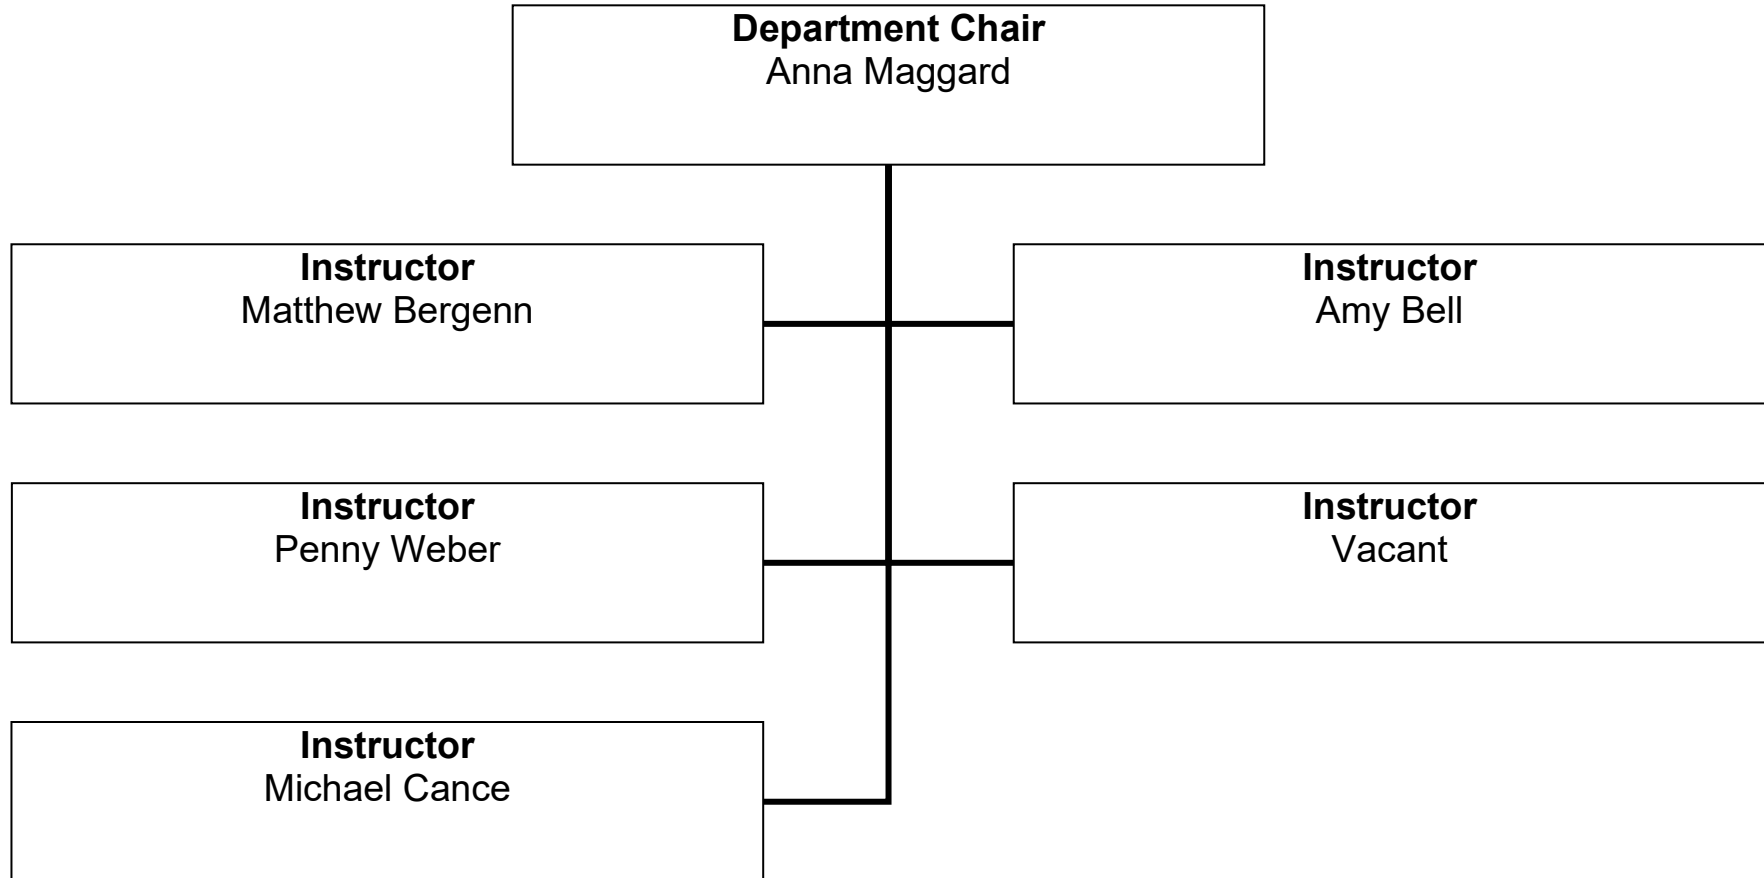 Department Chair
Anna Maggard
Instructor
Matthew Bergenn
Instructor
Amy Bell
Instructor
Penny Weber
Instructor
Vacant
Instructor
Michael Cance